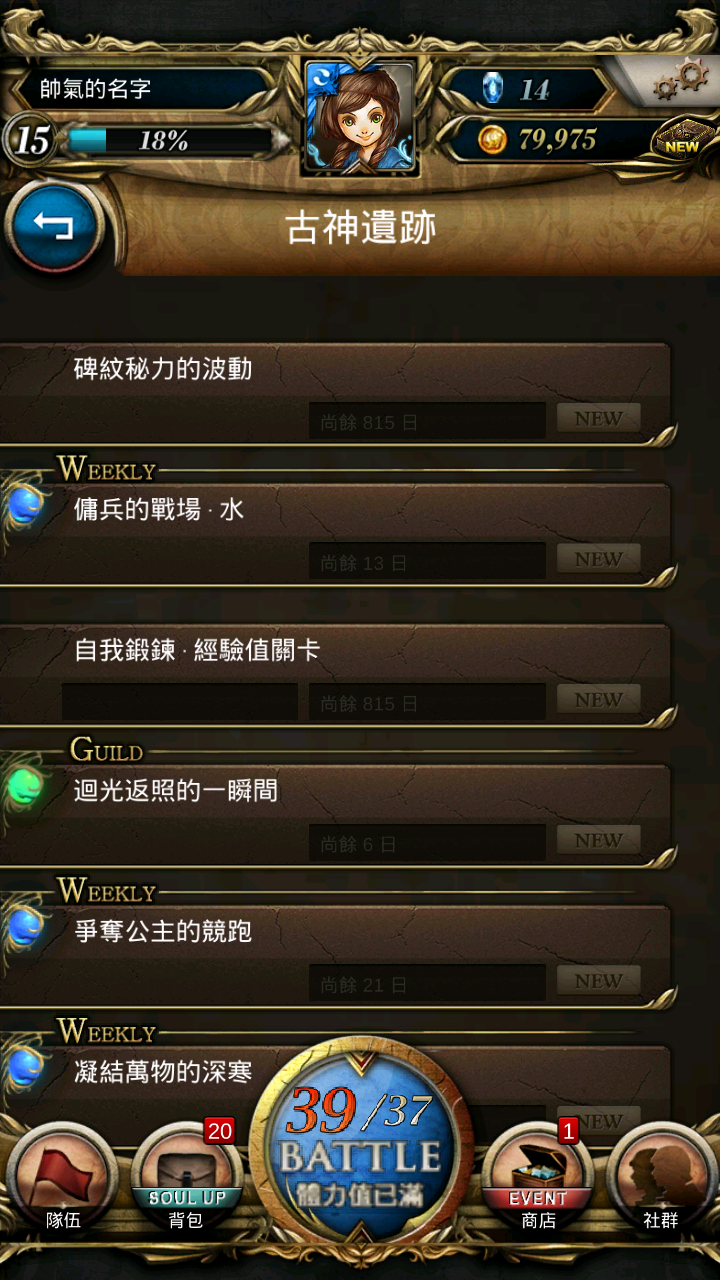 帥氣的名字
14
15
18%
79,975
NEW
古神遺跡
碑紋秘力的波動
尚餘 815 日
NEW
WEEKLY
傭兵的戰場 · 水
尚餘 13 日
NEW
自我鍛鍊 · 經驗值關卡
尚餘 815 日
NEW
GUILD
迴光返照的一瞬間
尚餘 6 日
NEW
WEEKLY
爭奪公主的競跑
尚餘 21 日
NEW
WEEKLY
凝結萬物的深寒
NEW
39/37
BATTLE
體力值已滿
隊伍
20
SOUL UP
背包
1
EVENT
商店
社群